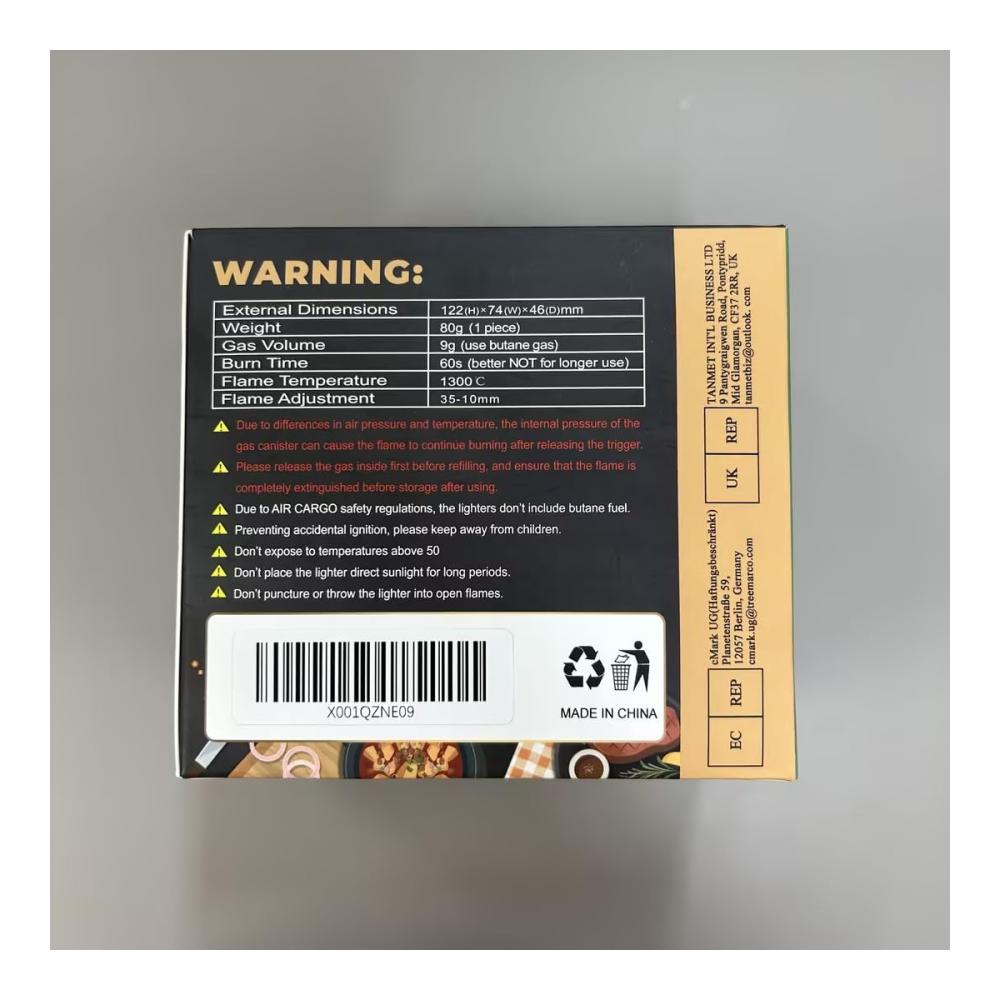 WARNING:
External Dimensions 122(H)×74(W)×46(D)mm
Weight 80g (1 piece)
Gas Volume 9g (use butane gas)
Burn Time 60s (better NOT for longer use)
Flame Temperature 1300℃
Flame Adjustment 35-10mm
Due to differences in air pressure and temperature, the internal pressure of the
gas canister can cause the flame to continue burning after releasing the trigger.
Please release the gas inside first before refilling, and ensure that the flame is
completely extinguished before storage after using.
Due to AIR CARGO safety regulations, the lighters don't include butane fuel.
Preventing accidental ignition, please keep away from children.
Don't expose to temperatures above 50
Don't place the lighter direct sunlight for long periods.
Don't puncture or throw the lighter into open flames.
X001QZNE09
MADE IN CHINA
UK REP
TANMET INT'L BUSINESS LTD
9 Pantygraigwen Road, Pontypridd,
Mid Glamorgan, CF37 2RR, UK
tanmetbiz@outlook. com
EC REP
cMark UG(Haftungsbeschränkt)
Planetenstraße 59,
12057 Berlin, Germany
cmark.ug@treemarco.com